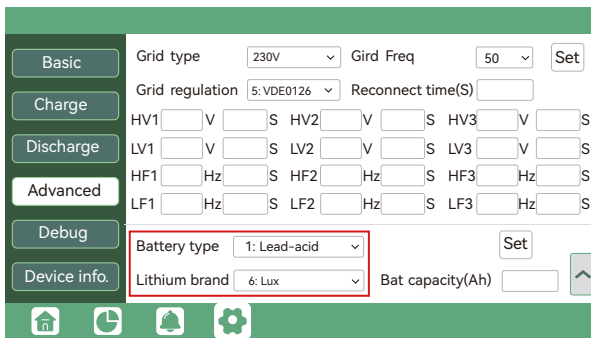 Basic
Charge
Discharge
Advanced
Debug
Device info.
Grid type 230V Gird Freq 50 Set
Grid regulation 5: VDE0126 Reconnect time(S)
HV1 V S HV2 V S HV3 V S
LV1 V S LV2 V S LV3 V S
HF1 Hz S HF2 Hz S HF3 Hz S
LF1 Hz S LF2 Hz S LF3 Hz S
Battery type 1: Lead-acid Set
Lithium brand 6: Lux Bat capacity(Ah)